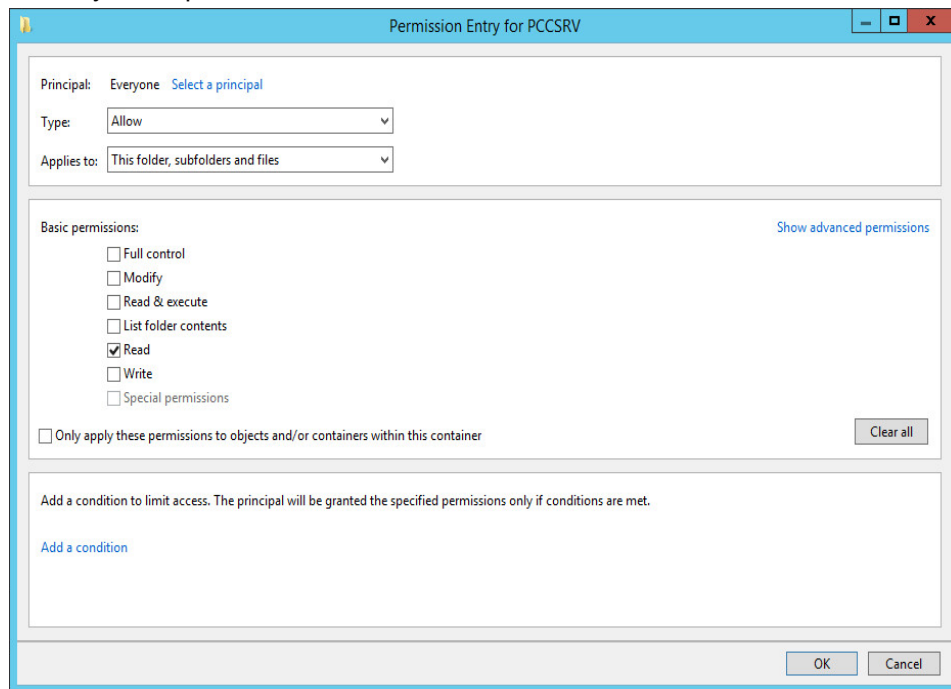 Permission Entry for PCCSRV
Principal: Everyone Select a principal
Type: Allow
Applies to: This folder, subfolders and files
Basic permissions: Show advanced permissions
Full control
Modify
Read & execute
List folder contents
Read
Write
Special permissions
Only apply these permissions to objects and/or containers within this container Clear all
Add a condition to limit access. The principal will be granted the specified permissions only if conditions are met.
Add a condition
OK Cancel